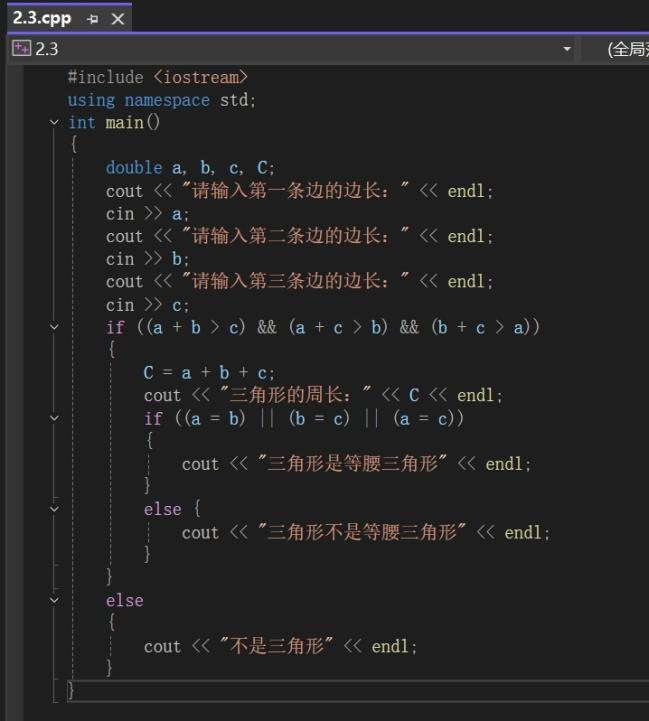 2.3.cpp
2.3
(全局
#include <iostream>
using namespace std;
int main()
{
double a, b, c, C;
cout << "请输入第一条边的边长：" << endl;
cin >> a;
cout << "请输入第二条边的边长：" << endl;
cin >> b;
cout << "请输入第三条边的边长：" << endl;
cin >> c;
if ((a + b > c) && (a + c > b) && (b + c > a))
{
C = a + b + c;
cout << "三角形的周长：" << C << endl;
if ((a = b) || (b = c) || (a = c))
{
cout << "三角形是等腰三角形" << endl;
}
else {
cout << "三角形不是等腰三角形" << endl;
}
}
else
{
cout << "不是三角形" << endl;
}
}